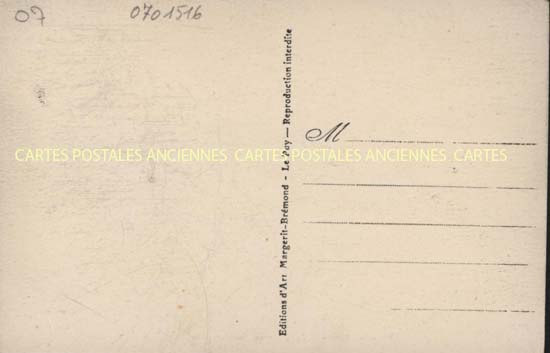 07
0701516
Editions d'Art Margerit-Brémond - Le Puy — Reproduction interdite
M
CARTES POSTALES ANCIENNES CARTES POSTALES ANCIENNES CARTES